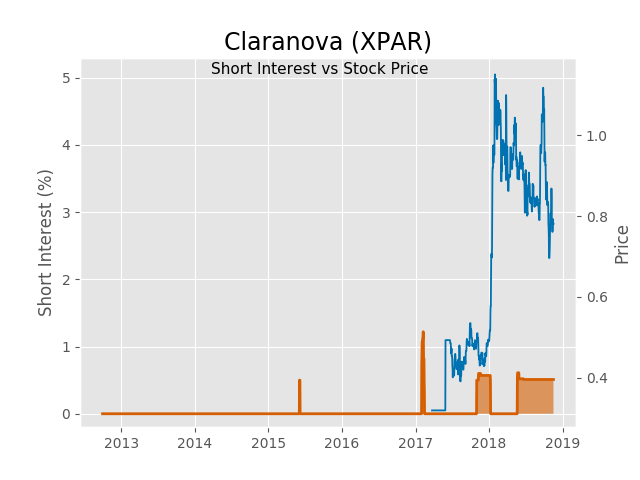 Claranova (XPAR)
Short Interest vs Stock Price
Short Interest (%)
5
4
3
2
1
0
1.0
0.8
0.6
0.4
Price
2013 2014 2015 2016 2017 2018 2019